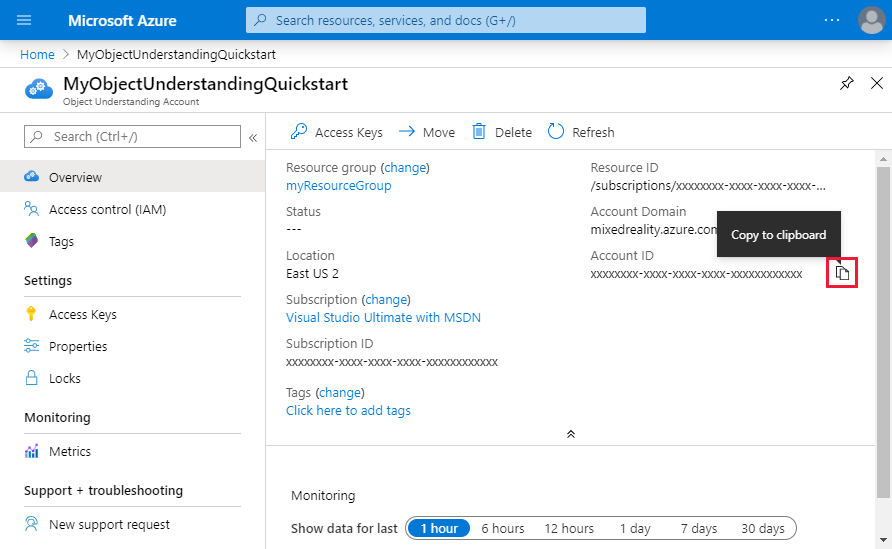 Microsoft Azure
Search resources, services, and docs (G+/)
...
Home > MyObjectUnderstandingQuickstart
MyObjectUnderstandingQuickstart
Object Understanding Account
Search (Ctrl+/)
«
Overview
Access control (IAM)
Tags
Settings
Access Keys
Properties
Locks
Monitoring
Metrics
Support + troubleshooting
New support request
Access Keys
Move
Delete
Refresh
Resource group (change)
myResourceGroup
Status
---
Location
East US 2
Subscription (change)
Visual Studio Ultimate with MSDN
Subscription ID
xxxxxxxx-xxxx-xxxx-xxxx-xxxxxxxxxxxx
Tags (change)
Click here to add tags
Resource ID
/subscriptions/xxxxxxxx-xxxx-xxxx-xxxx-...
Account Domain
mixedreality.azure.com
Copy to clipboard
Account ID
xxxxxxxx-xxxx-xxxx-xxxx-xxxxxxxxxxxx
Monitoring
Show data for last
1 hour
6 hours
12 hours
1 day
7 days
30 days